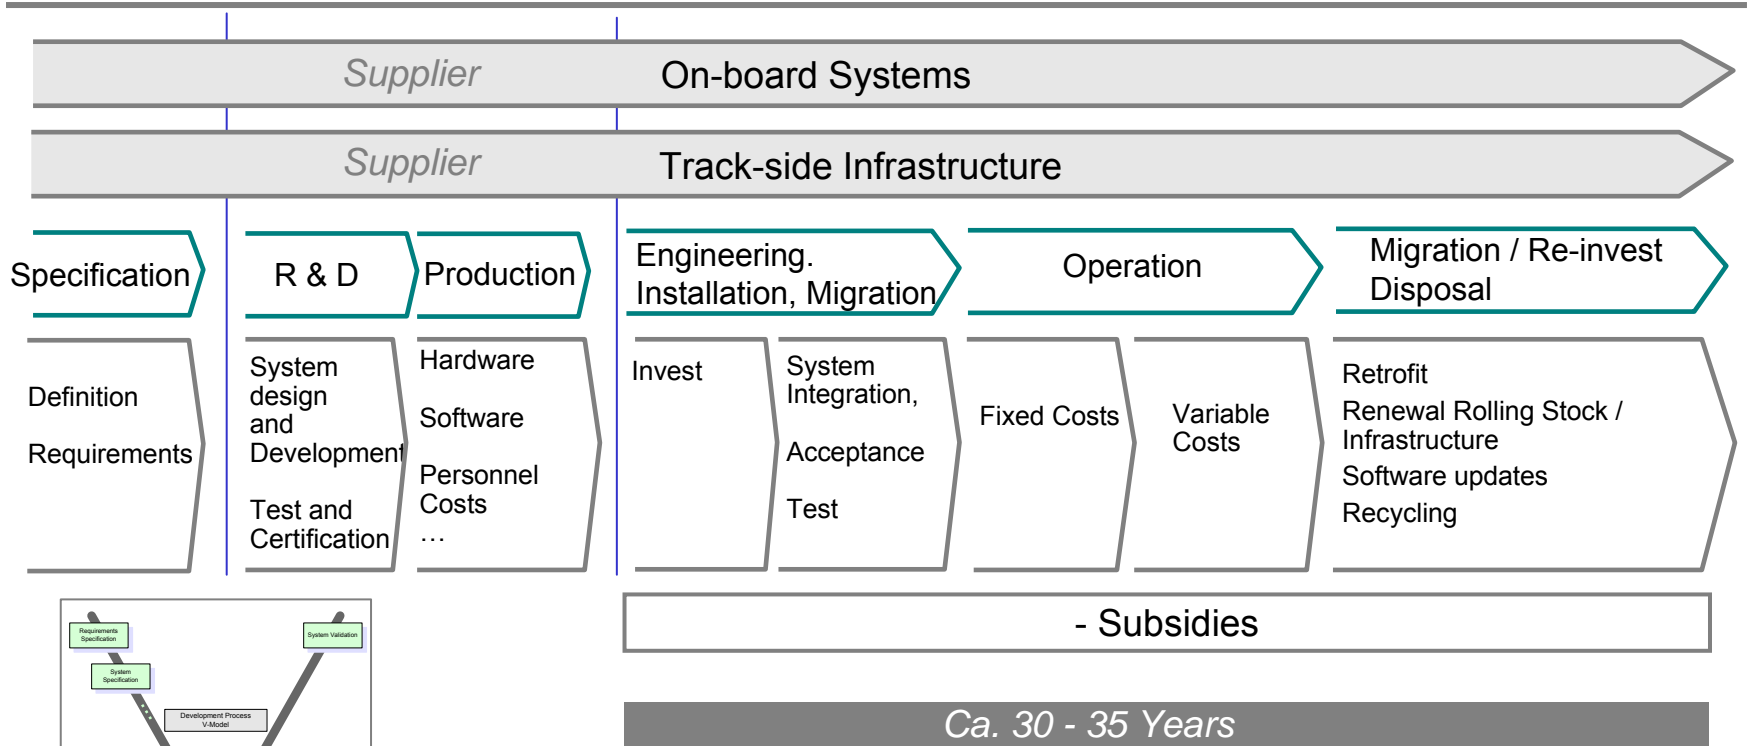 Supplier On-board Systems
Supplier Track-side Infrastructure
Specification
R & D
Production
Engineering.
Installation, Migration
Operation
Migration / Re-invest
Disposal
Definition
Requirements
System
design
and
Development
Test and
Certification
Hardware
Software
Personnel
Costs
…
Invest
System
Integration,
Acceptance
Test
Fixed Costs
Variable
Costs
Retrofit
Renewal Rolling Stock /
Infrastructure
Software updates
Recycling
- Subsidies
Ca. 30 - 35 Years
Requirements
Specification
System Validation
System
Specification
Development Process
V-Model